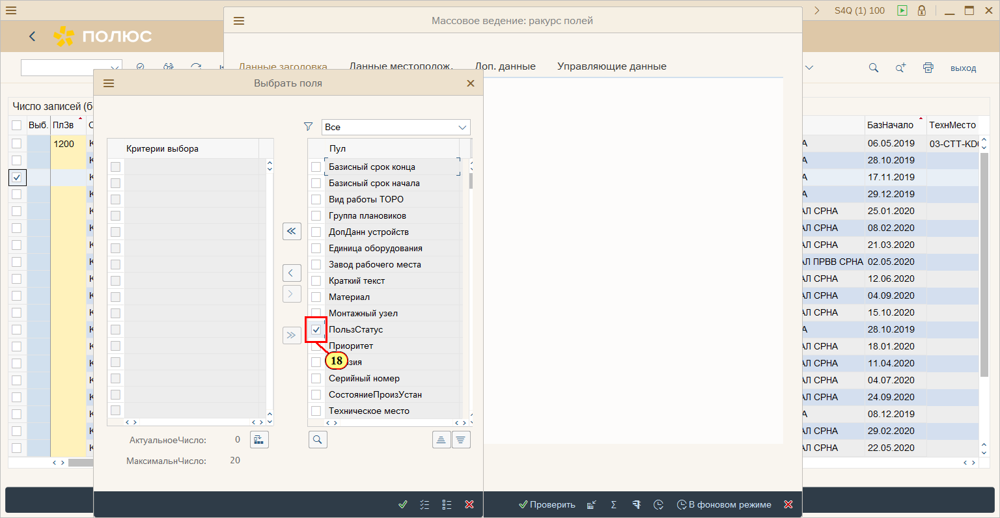 S4Q (1) 100
Массовое ведение: ракурс полей
ПОЛЮС
Данные заголовка
Данные местополож.
Доп. данные
Управляющие данные
ВЫХОД
Выбрать поля
Число записей
Выб.
ПлЗв
БазНачало
ТехнМесто
1200
06.05.2019
03-СТТ-KD
28.10.2019
17.11.2019
29.12.2019
АЛ СРНА 25.01.2020
АЛ СРНА 08.02.2020
АЛ СРНА 21.03.2020
АЛ ПРВВ СРНА 02.05.2020
АЛ СРНА 12.06.2020
АЛ СРНА 04.09.2020
АЛ СРНА 15.10.2020
АЛ СРНА 28.10.2019
АЛ СРНА 18.01.2020
АЛ СРНА 11.04.2020
АЛ СРНА 04.07.2020
АЛ СРНА 24.09.2020
08.12.2019
АЛ СРНА 29.02.2020
АЛ СРНА 22.05.2020
Все
Критерии выбора
Пул
Базисный срок конца
Базисный срок начала
Вид работы ТОРО
Группа плановиков
ДопДанн устройств
Единица оборудования
Завод рабочего места
Краткий текст
Материал
Монтажный узел
ПользСтатус
Приоритет
18
зия
Серийный номер
СостояниеПроизУстан
Техническое место
АктуальноеЧисло: 0
МаксимальнЧисло: 20
Проверить
Σ
В фоновом режиме